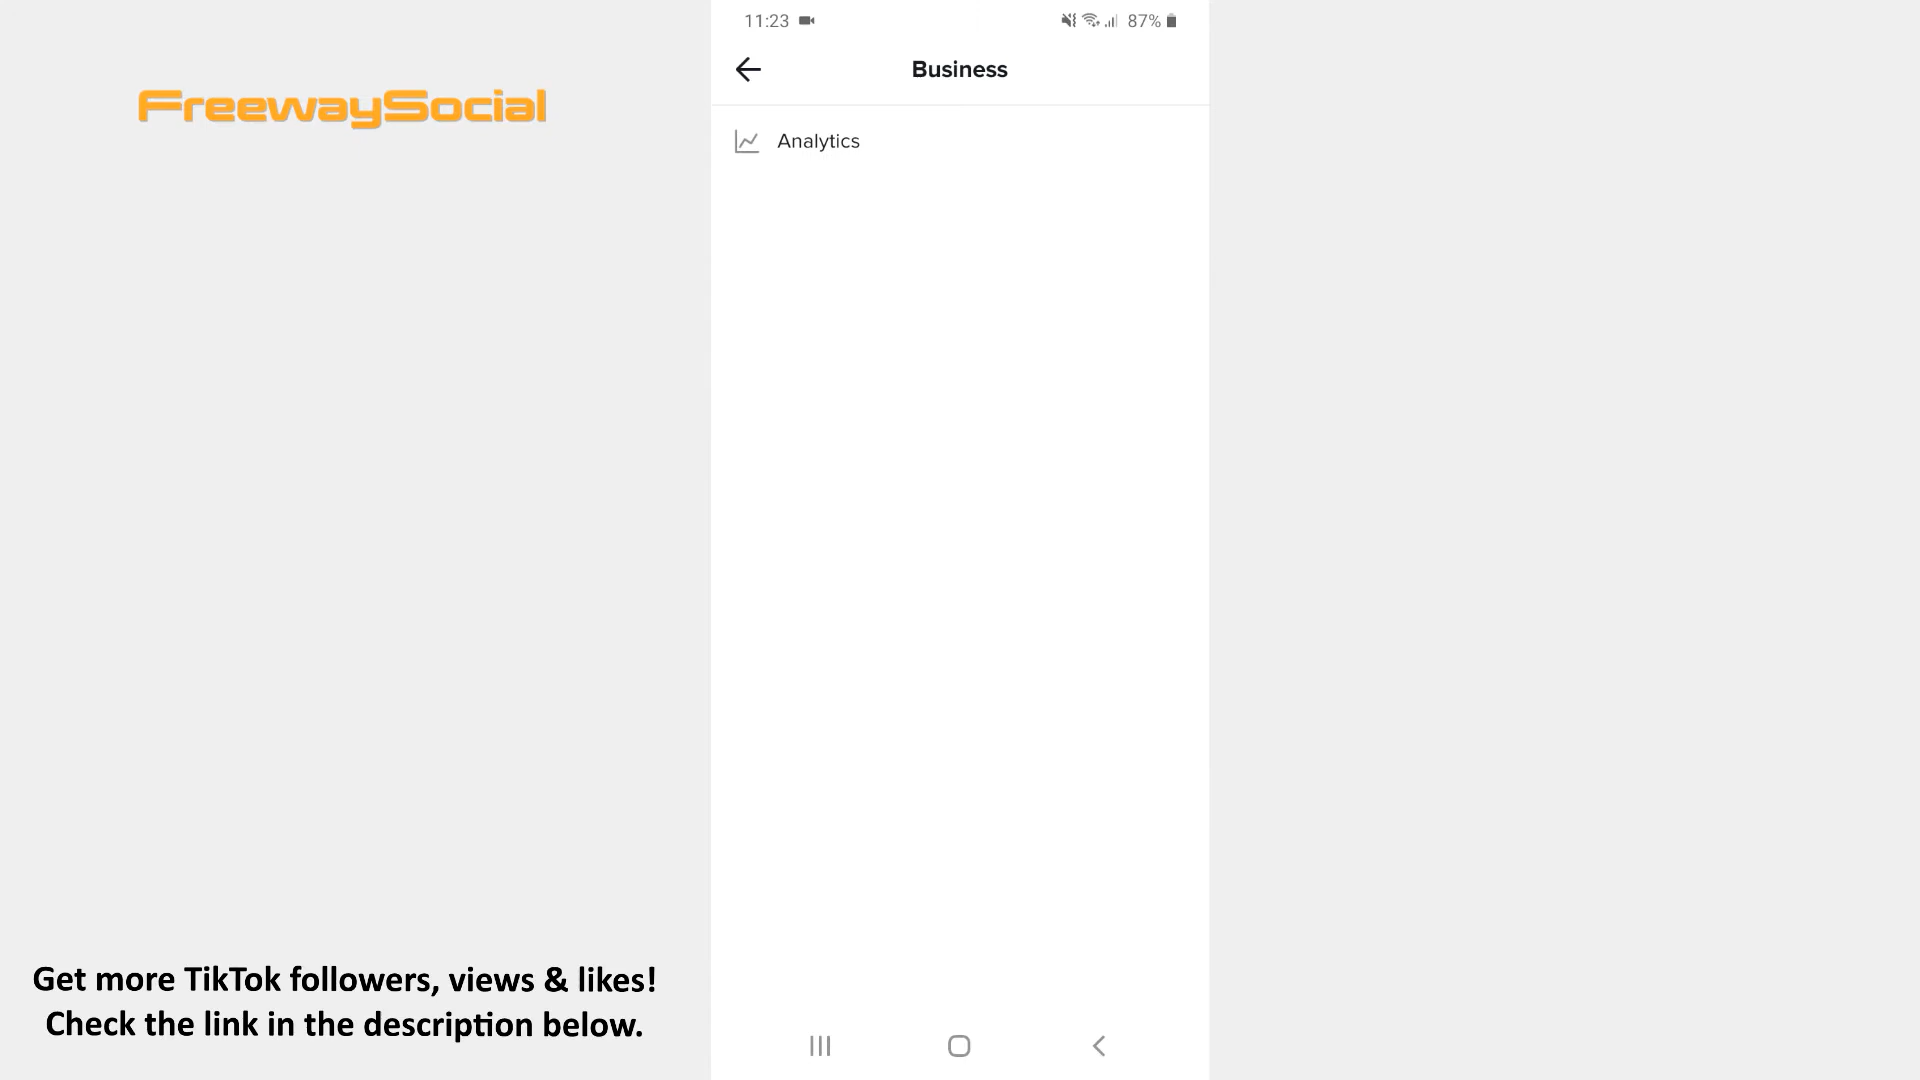 11:23
87%
Business
FreewaySocial
Analytics
Get more TikTok followers, views & likes!
Check the link in the description below.